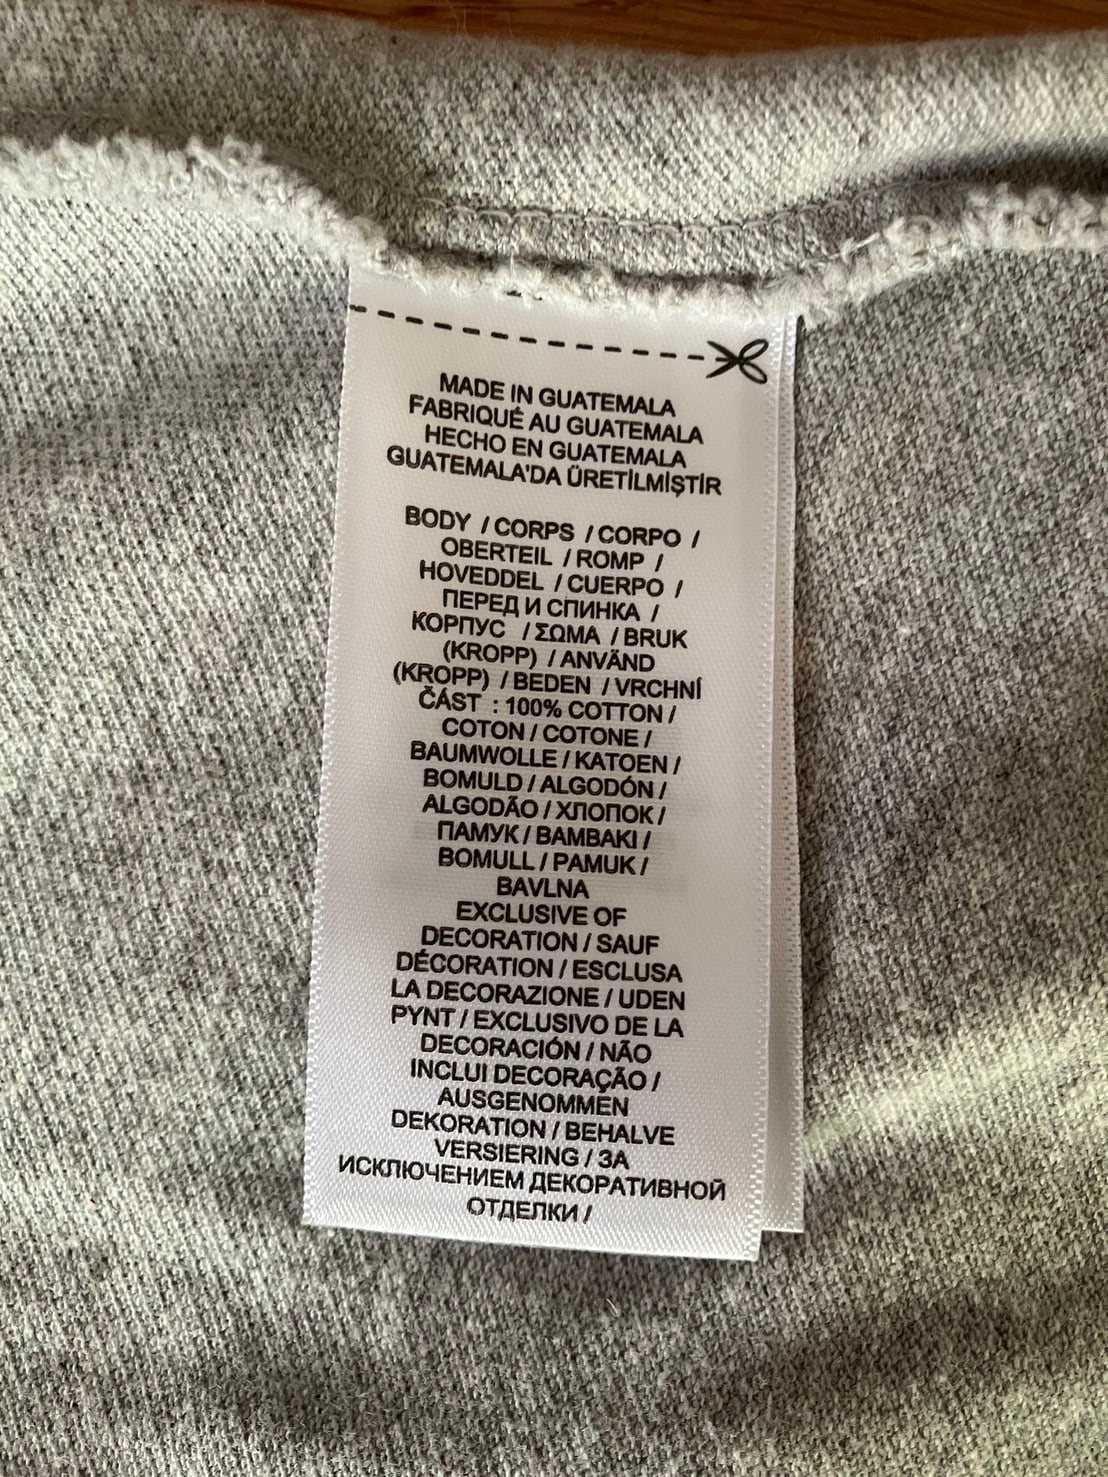 MADE IN GUATEMALA
FABRIQUÉ AU GUATEMALA
HECHO EN GUATEMALA
GUATEMALA'DA ÜRETİLMİŞTİR
BODY / CORPS / CORPO /
OBERTEIL / ROMP /
HOVEDDEL / CUERPO /
ПЕРЕД И СПИНКА /
КОРПУС / ΣΩΜΑ / BRUK
(KROPP) / ANVÄND
(KROPP) / BEDEN / VRCHNÍ
ČÁST : 100% COTTON /
COTON / COTONE /
BAUMWOLLE / KATOEN /
BOMULD / ALGODÓN /
ALGODÃO / ХЛОПОК /
ПАМУК / ΒΑΜΒΑΚΙ /
BOMULL / PAMUK /
BAVLNA
EXCLUSIVE OF
DECORATION / SAUF
DÉCORATION / ESCLUSA
LA DECORAZIONE / UDEN
PYNT / EXCLUSIVO DE LA
DECORACIÓN / NÃO
INCLUI DECORAÇÃO /
AUSGENOMMEN
DEKORATION / BEHALVE
VERSIERING / ЗА
ИСКЛЮЧЕНИЕМ ДЕКОРАТИВНОЙ
ОТДЕЛКИ /